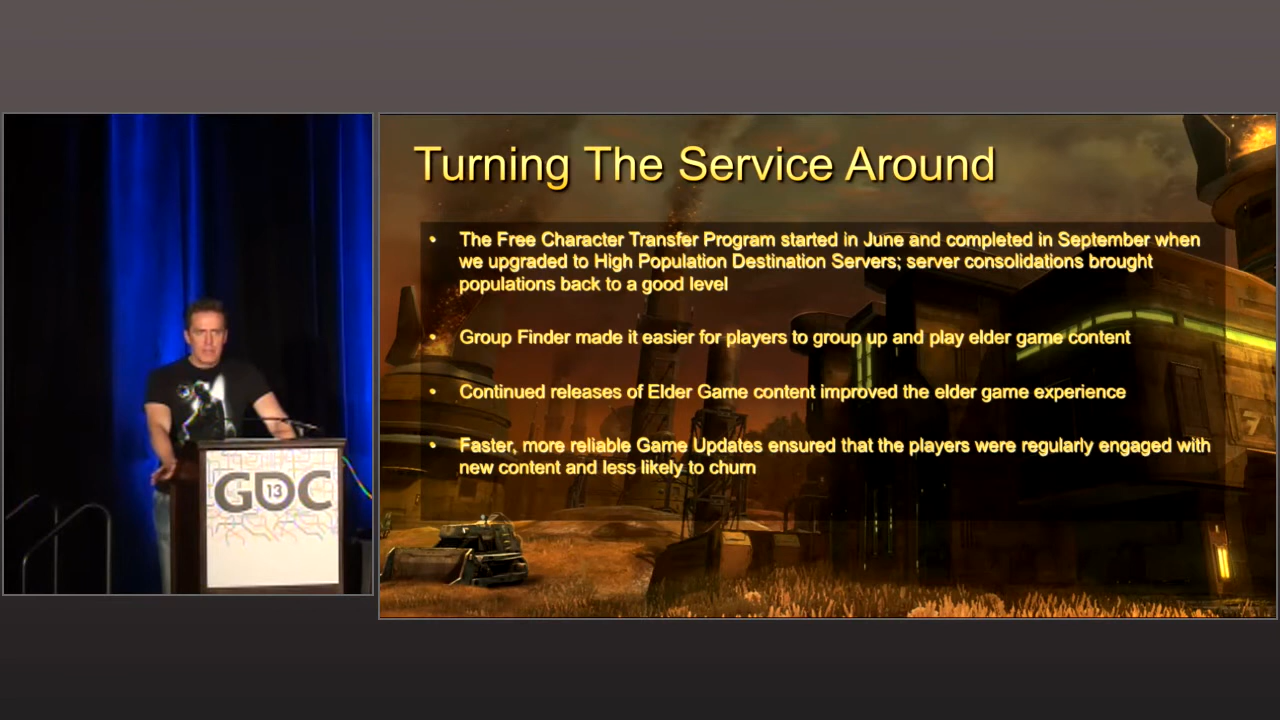 Turning The Service Around
• The Free Character Transfer Program started in June and completed in September when
we upgraded to High Population Destination Servers; server consolidations brought
populations back to a good level
• Group Finder made it easier for players to group up and play elder game content
• Continued releases of Elder Game content improved the elder game experience
• Faster, more reliable Game Updates ensured that the players were regularly engaged with
new content and less likely to churn
GDC
13